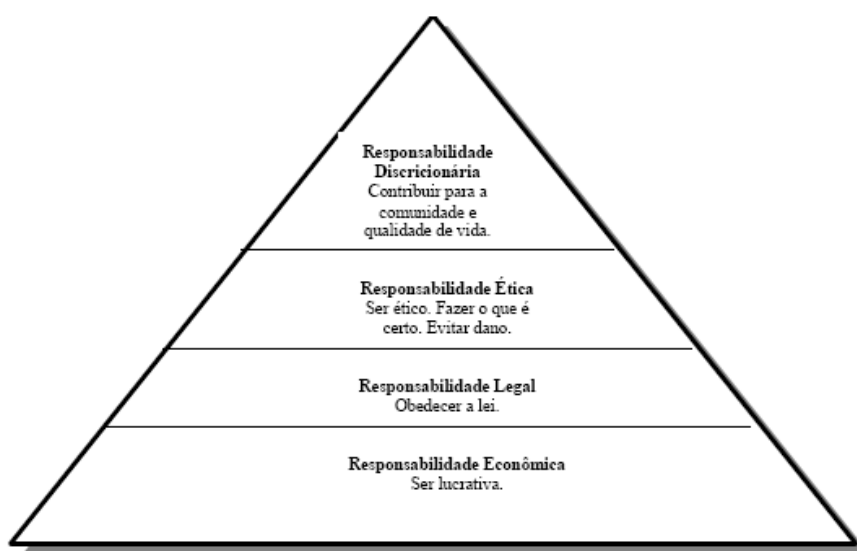 Responsabilidade
Discricionária
Contribuir para a
comunidade e
qualidade de vida.
Responsabilidade Ética
Ser ético. Fazer o que é
certo. Evitar dano.
Responsabilidade Legal
Obedecer a lei.
Responsabilidade Econômica
Ser lucrativa.